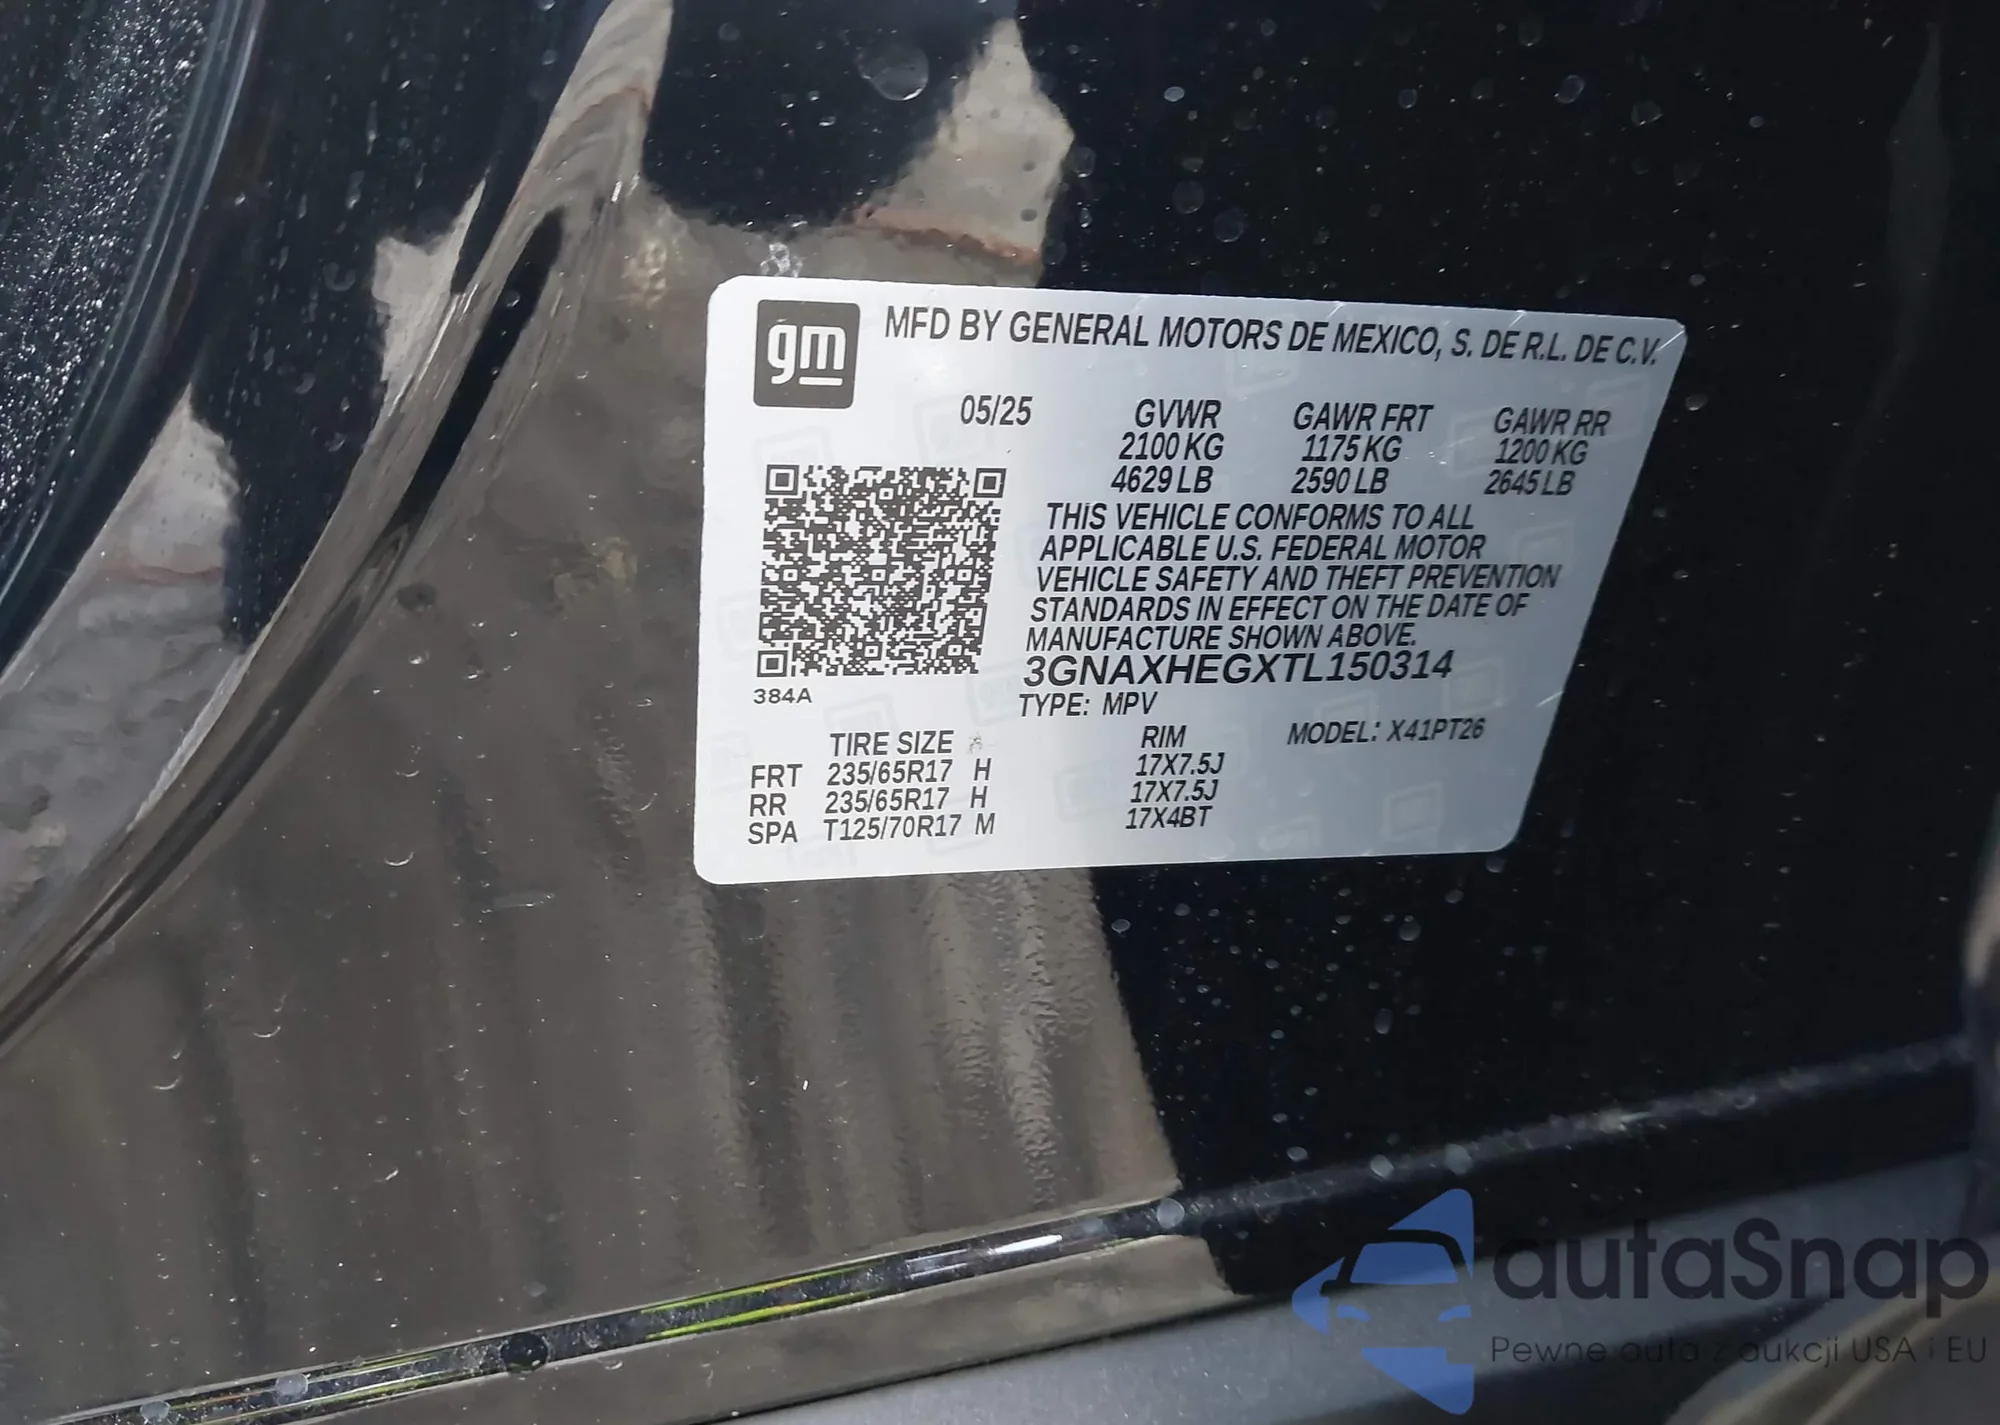 gm
MFD BY GENERAL MOTORS DE MEXICO, S. DE R.L. DE C.V.
05/25 GVWR GAWR FRT GAWR RR
2100 KG 1175 KG 1200 KG
4629 LB 2590 LB 2645 LB
THIS VEHICLE CONFORMS TO ALL
APPLICABLE U.S. FEDERAL MOTOR
VEHICLE SAFETY AND THEFT PREVENTION
STANDARDS IN EFFECT ON THE DATE OF
MANUFACTURE SHOWN ABOVE.
3GNAXHEGXTL150314
384A
TYPE: MPV
TIRE SIZE RIM MODEL: X41PT26
FRT 235/65R17 H 17X7.5J
RR 235/65R17 H 17X7.5J
SPA T125/70R17 M 17X4BT
autaSnap
Pewne auta z aukcji USA i EU